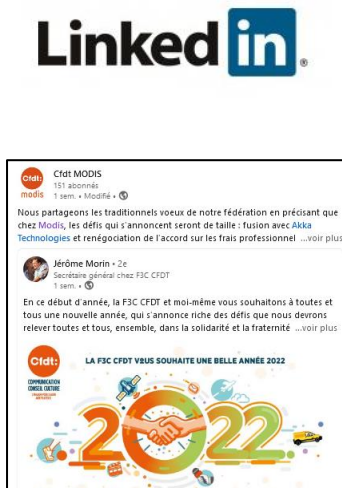 Linked in®
Cfdt:
modis
Cfdt MODIS
151 abonnés
1 sem. • Modifié •
Nous partageons les traditionnels voeux de notre fédération en précisant que
chez Modis, les défis qui s'annoncent seront de taille : fusion avec Akka
Technologies et renégociation de l'accord sur les frais professionnel ...voir plus
Jérôme Morin • 2e
Secrétaire général chez F3C CFDT
1 sem. •
En ce début d'année, la F3C CFDT et moi-même vous souhaitons à toutes et
tous une nouvelle année, qui s'annonce riche des défis que nous devrons
relever toutes et tous, ensemble, dans la solidarité et la fraternité ...voir plus
Cfdt:
COMMUNICATION
CONSEIL CULTURE
LA F3C CFDT VOUS SOUHAITE UNE BELLE ANNÉE 2022
2022